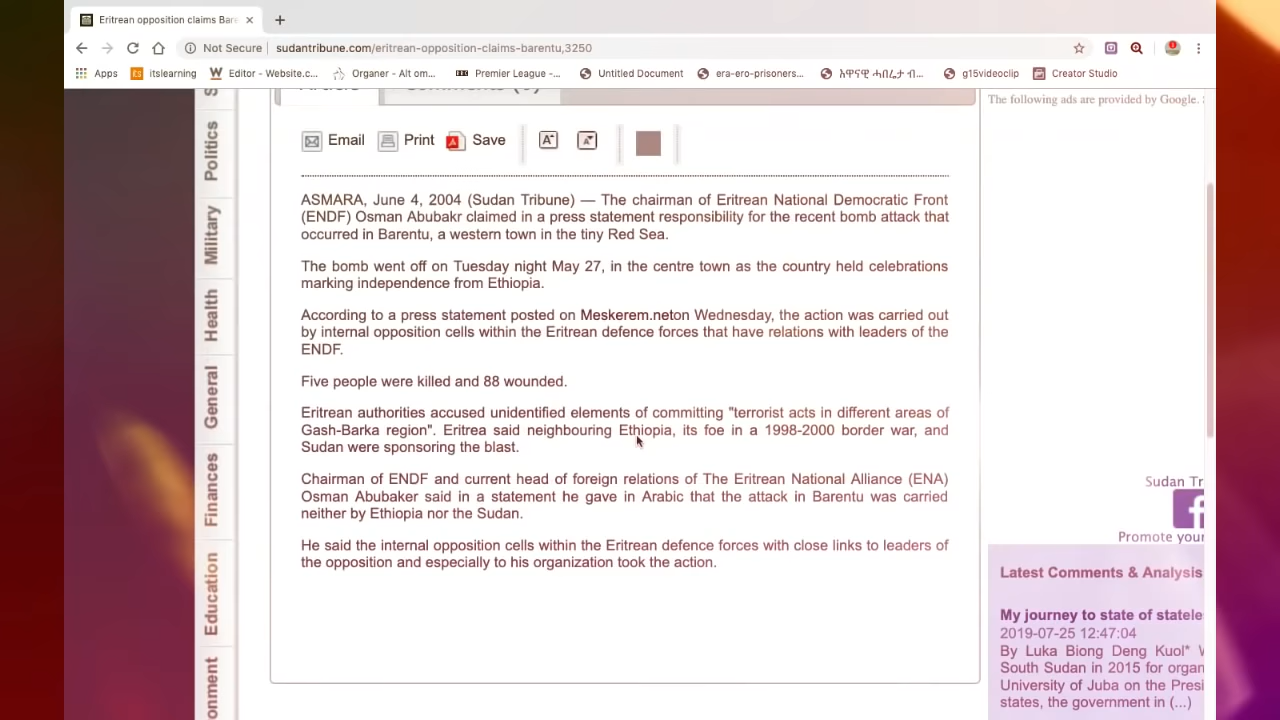 Eritrean opposition claims Bare
Not Secure
sudantribune.com/eritrean-opposition-claims-barentu,3250
Apps
itslearning
Editor - Website.c...
Organer - Alt om...
Premier League -...
Untitled Document
era-ero-prisoners...
g15videoclip
Creator Studio
The following ads are provided by Google.
Politics
Military
Health
General
Finances
Education
Email
Print
Save
ASMARA, June 4, 2004 (Sudan Tribune) — The chairman of Eritrean National Democratic Front
(ENDF) Osman Abubakr claimed in a press statement responsibility for the recent bomb attack that
occurred in Barentu, a western town in the tiny Red Sea.
The bomb went off on Tuesday night May 27, in the centre town as the country held celebrations
marking independence from Ethiopia.
According to a press statement posted on Meskerem.neton Wednesday, the action was carried out
by internal opposition cells within the Eritrean defence forces that have relations with leaders of the
ENDF.
Five people were killed and 88 wounded.
Eritrean authorities accused unidentified elements of committing "terrorist acts in different areas of
Gash-Barka region". Eritrea said neighbouring Ethiopia, its foe in a 1998-2000 border war, and
Sudan were sponsoring the blast.
Chairman of ENDF and current head of foreign relations of The Eritrean National Alliance (ENA)
Osman Abubaker said in a statement he gave in Arabic that the attack in Barentu was carried
neither by Ethiopia nor the Sudan.
He said the internal opposition cells within the Eritrean defence forces with close links to leaders of
the opposition and especially to his organization took the action.
Sudan Tr
Promote your
Latest Comments & Analysis
My journey to state of statele
2019-07-25 12:47:04
By Luka Biong Deng Kuol* W
South Sudan in 2015 for organ
University of Juba on the Presi
states, the government in (...)